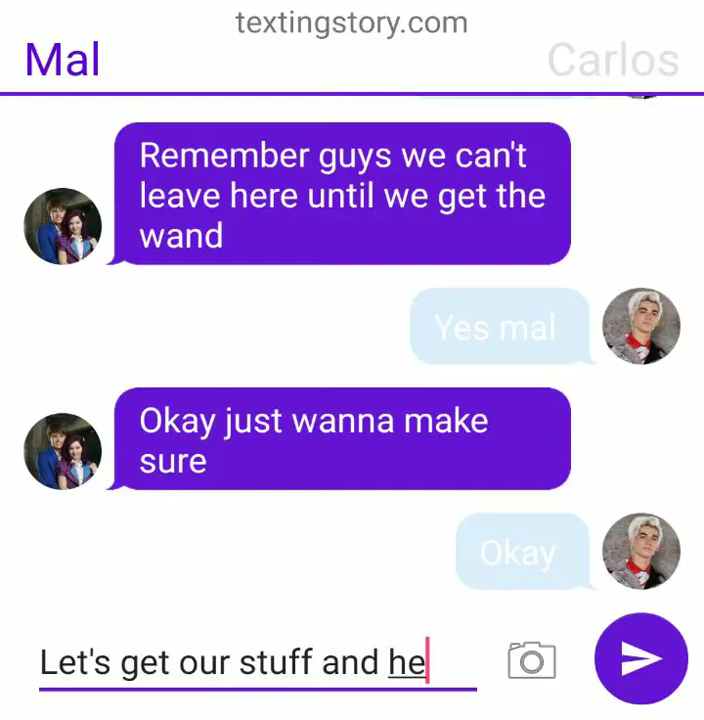 textingstory.com
Mal
Carlos
Remember guys we can't
leave here until we get the
wand
Yes mal
Okay just wanna make
sure
Okay
Let's get our stuff and he